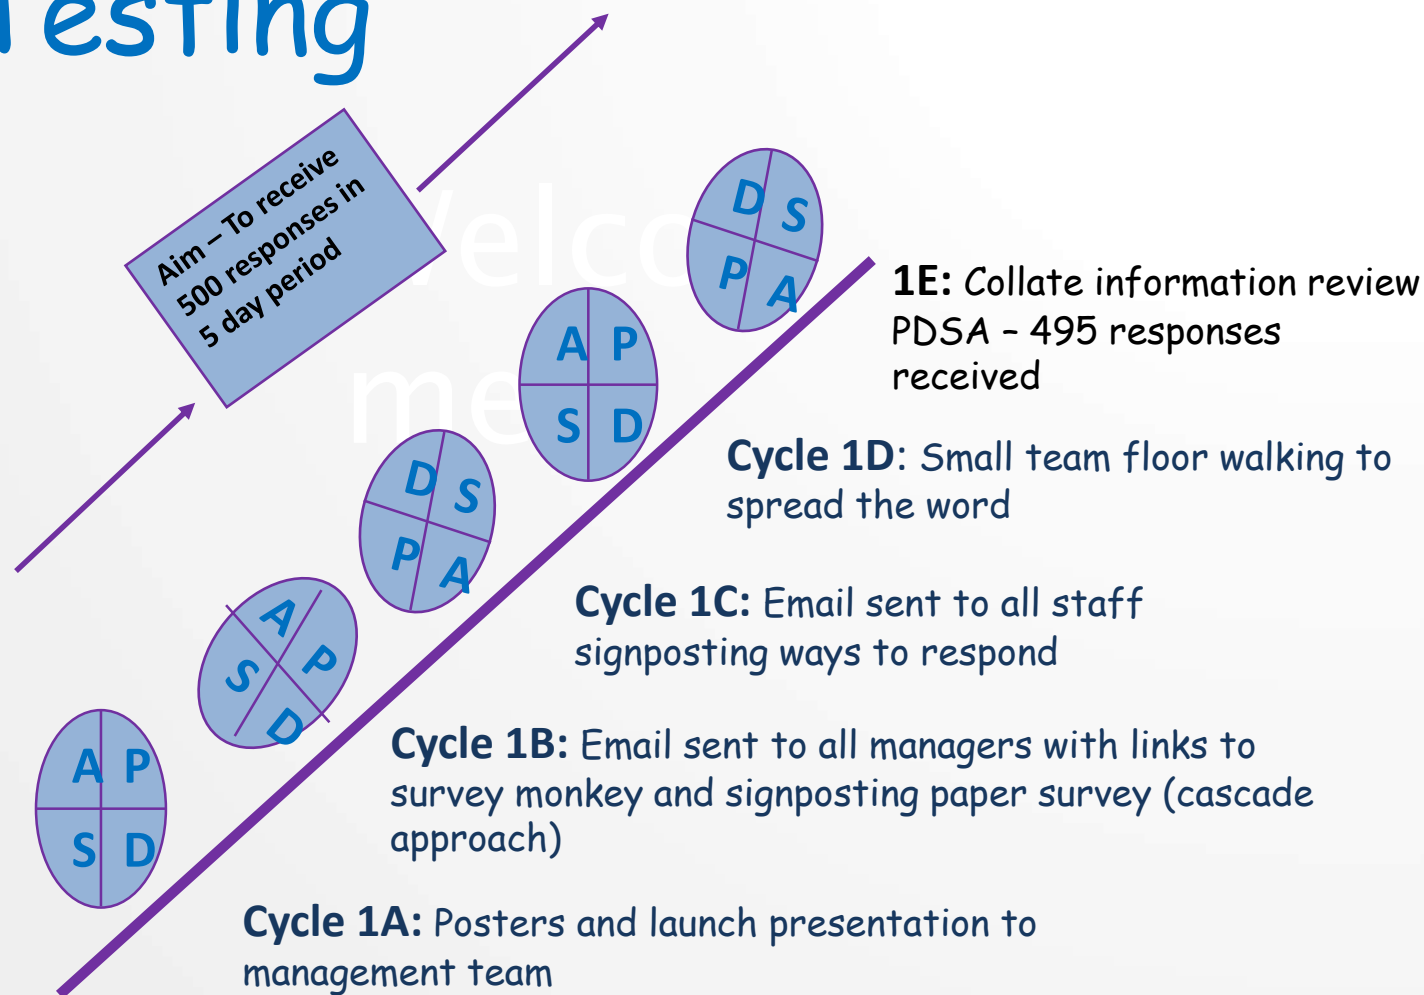 Testing
Aim – To receive
500 responses in
5 day period
Welco
me
D S
P A
1E: Collate information review
PDSA – 495 responses
received
A P
S D
Cycle 1D: Small team floor walking to
spread the word
D S
P A
Cycle 1C: Email sent to all staff
signposting ways to respond
A
S P
D
Cycle 1B: Email sent to all managers with links to
survey monkey and signposting paper survey (cascade
approach)
A P
S D
Cycle 1A: Posters and launch presentation to
management team